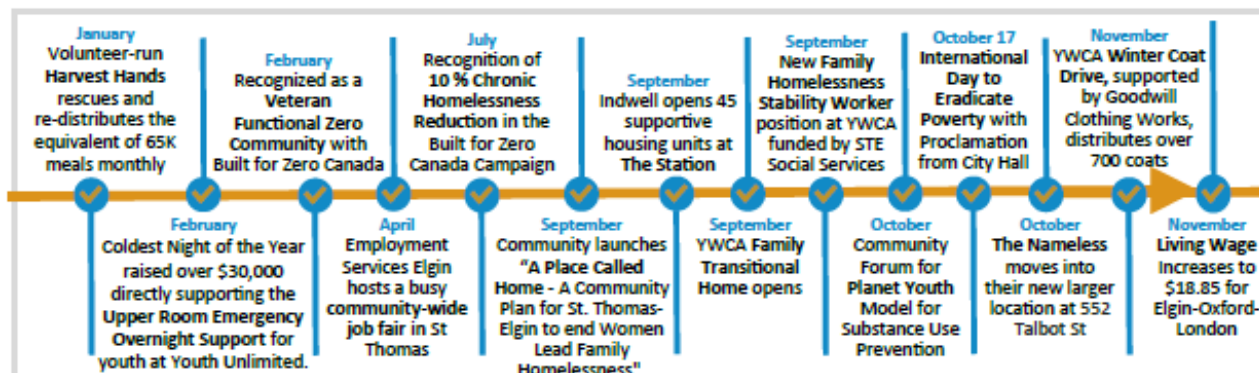 January
Volunteer-run
Harvest Hands
rescues and
re-distributes the
equivalent of 65K
meals monthly
February
Coldest Night of the Year
raised over $30,000
directly supporting the
Upper Room Emergency
Overnight Support for
youth at Youth Unlimited.
February
Recognized as a
Veteran
Functional Zero
Community with
Built for Zero Canada
April
Employment
Services Elgin
hosts a busy
community-wide
job fair in St
Thomas
July
Recognition of
10 % Chronic
Homelessness
Reduction in the
Built for Zero
Canada Campaign
September
Community launches
"A Place Called
Home - A Community
Plan for St. Thomas-
Elgin to end Women
Lead Family
Homelessness"
September
Indwell opens 45
supportive
housing units at
The Station
September
YWCA Family
Transitional
Home opens
September
New Family
Homelessness
Stability Worker
position at YWCA
funded by STE
Social Services
October
Community
Forum for
Planet Youth
Model for
Substance Use
Prevention
October 17
International
Day to
Eradicate
Poverty with
Proclamation
from City Hall
October
The Nameless
moves into
their new larger
location at 552
Talbot St
November
YWCA Winter Coat
Drive, supported
by Goodwill
Clothing Works,
distributes over
700 coats
November
Living Wage
Increases to
$18.85 for
Elgin-Oxford-
London